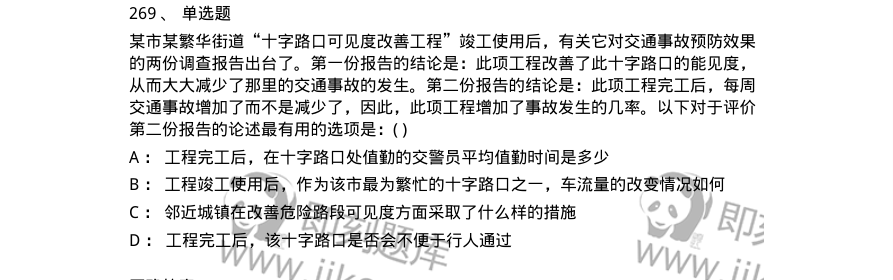 269 、 单选题
某市某繁华街道“十字路口可见度改善工程”竣工使用后，有关它对交通事故预防效果
的两份调查报告出台了。第一份报告的结论是：此项工程改善了此十字路口的能见度，
从而大大减少了那里的交通事故的发生。第二份报告的结论是：此项工程完工后，每周
交通事故增加了而不是减少了，因此，此项工程增加了事故发生的几率。以下对于评价
第二份报告的论述最有用的选项是：( )
A ： 工程完工后，在十字路口处值勤的交警员平均值勤时间是多少
B ： 工程竣工使用后，作为该市最为繁忙的十字路口之一，车流量的改变情况如何
C ： 邻近城镇在改善危险路段可见度方面采取了什么样的措施
即刻题库
即刻
D ： 工程完工后，该十字路口是否会不便于行人通过